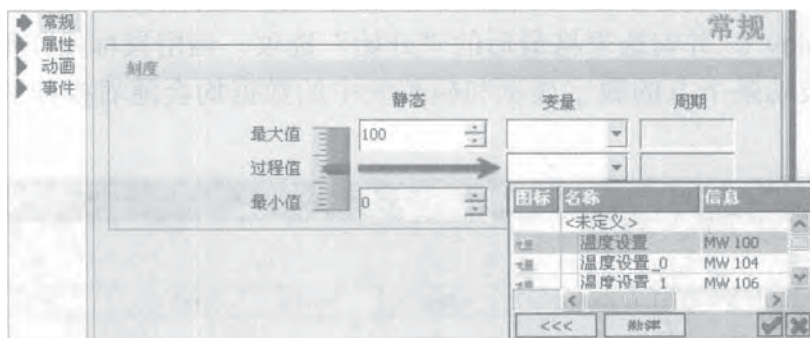 常规
属性
动画
事件
常规
刻度
静态 变量 周期
最大值 100
过程值
最小值 0
图标 名称 信息
<未定义>
温度设置 MW 100
温度设置_0 MW 104
温度设置_1 MW 106
<<<